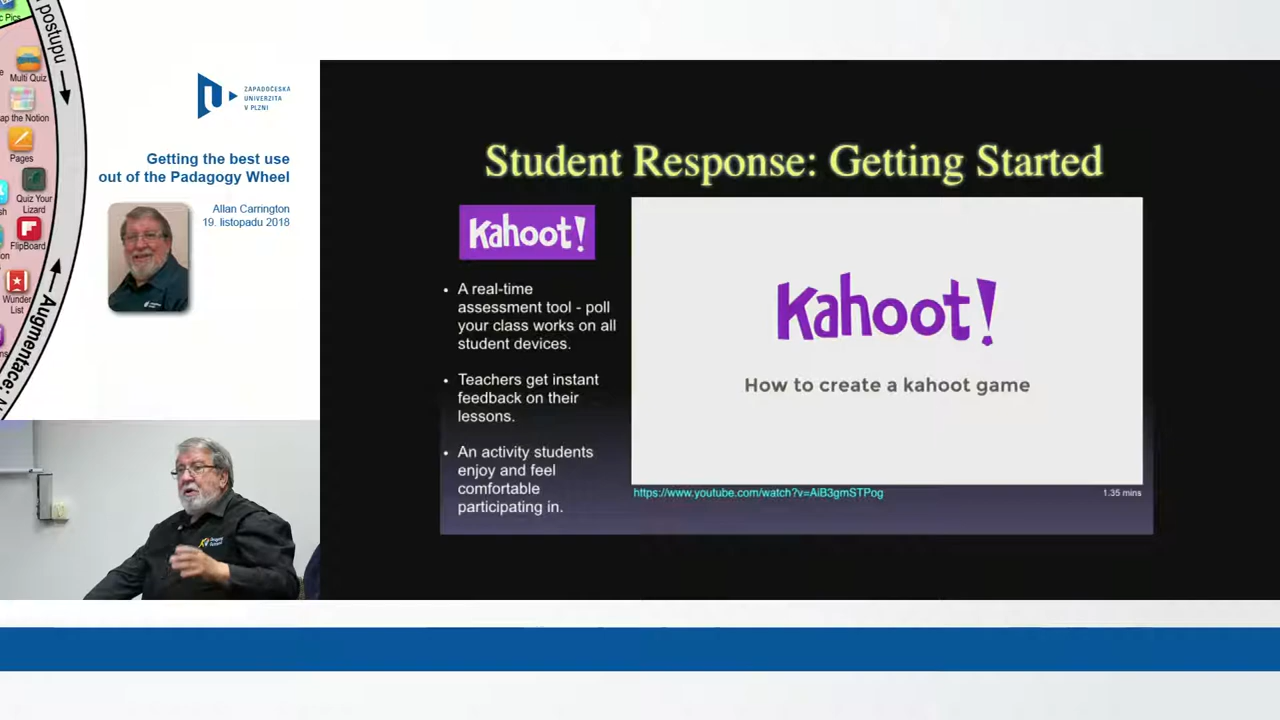 c Pics
postupu
Multi Quiz
ap the Notion
Pages
Quiz Your
Lizard
FlipBoard
Wunder
List
Augmentace:
ZÁPADOČESKÁ
UNIVERZITA
V PLZNI
Getting the best use
out of the Padagogy Wheel
Allan Carrington
19. listopadu 2018
Student Response: Getting Started
Kahoot!
• A real-time
assessment tool - poll
your class works on all
student devices.
• Teachers get instant
feedback on their
lessons.
• An activity students
enjoy and feel
comfortable
participating in.
Kahoot!
How to create a kahoot game
https://www.youtube.com/watch?v=AiB3gmSTPog
1.35 mins